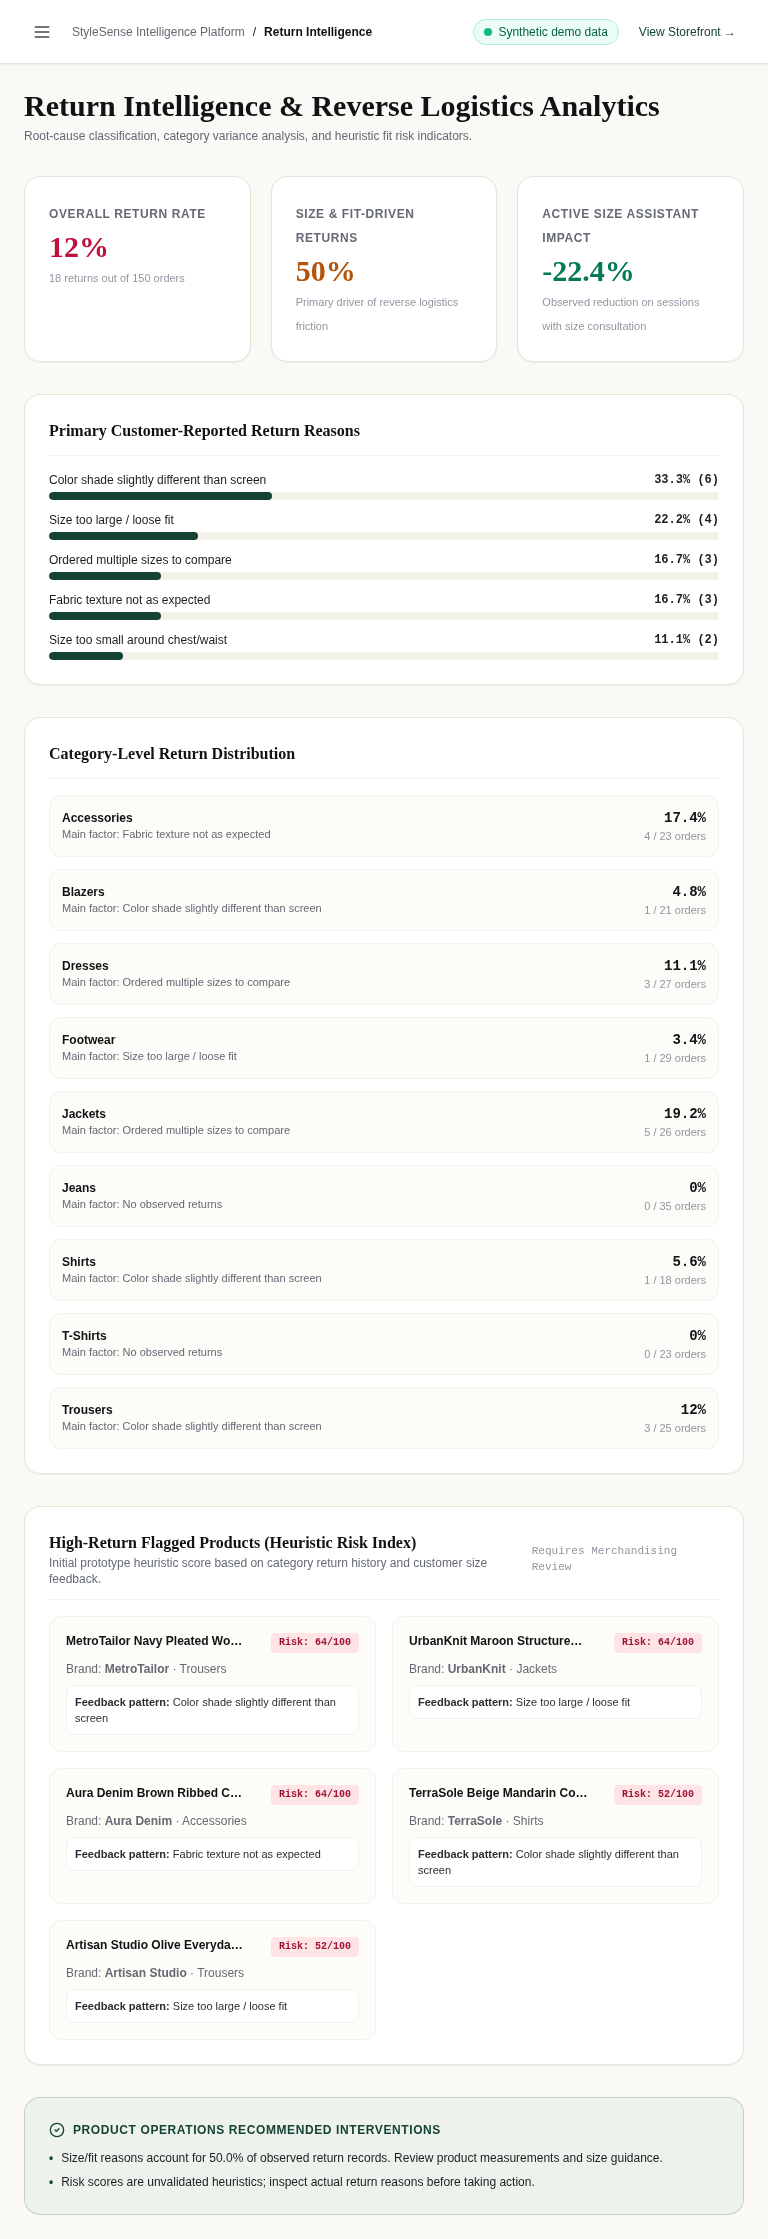 StyleSense Intelligence Platform / Return Intelligence
Synthetic demo data
View Storefront →
Return Intelligence & Reverse Logistics Analytics
Root-cause classification, category variance analysis, and heuristic fit risk indicators.
OVERALL RETURN RATE
12%
18 returns out of 150 orders
SIZE & FIT-DRIVEN
RETURNS
50%
Primary driver of reverse logistics
friction
ACTIVE SIZE ASSISTANT
IMPACT
-22.4%
Observed reduction on sessions
with size consultation
Primary Customer-Reported Return Reasons
Color shade slightly different than screen 33.3% (6)
Size too large / loose fit 22.2% (4)
Ordered multiple sizes to compare 16.7% (3)
Fabric texture not as expected 16.7% (3)
Size too small around chest/waist 11.1% (2)
Category-Level Return Distribution
Accessories 17.4%
Main factor: Fabric texture not as expected 4 / 23 orders
Blazers 4.8%
Main factor: Color shade slightly different than screen 1 / 21 orders
Dresses 11.1%
Main factor: Ordered multiple sizes to compare 3 / 27 orders
Footwear 3.4%
Main factor: Size too large / loose fit 1 / 29 orders
Jackets 19.2%
Main factor: Ordered multiple sizes to compare 5 / 26 orders
Jeans 0%
Main factor: No observed returns 0 / 35 orders
Shirts 5.6%
Main factor: Color shade slightly different than screen 1 / 18 orders
T-Shirts 0%
Main factor: No observed returns 0 / 23 orders
Trousers 12%
Main factor: Color shade slightly different than screen 3 / 25 orders
High-Return Flagged Products (Heuristic Risk Index)
Initial prototype heuristic score based on category return history and customer size
feedback.
Requires Merchandising
Review
MetroTailor Navy Pleated Wo… Risk: 64/100
Brand: MetroTailor · Trousers
Feedback pattern: Color shade slightly different than
screen
UrbanKnit Maroon Structure… Risk: 64/100
Brand: UrbanKnit · Jackets
Feedback pattern: Size too large / loose fit
Aura Denim Brown Ribbed C… Risk: 64/100
Brand: Aura Denim · Accessories
Feedback pattern: Fabric texture not as expected
TerraSole Beige Mandarin Co… Risk: 52/100
Brand: TerraSole · Shirts
Feedback pattern: Color shade slightly different than
screen
Artisan Studio Olive Everyda… Risk: 52/100
Brand: Artisan Studio · Trousers
Feedback pattern: Size too large / loose fit
PRODUCT OPERATIONS RECOMMENDED INTERVENTIONS
• Size/fit reasons account for 50.0% of observed return records. Review product measurements and size guidance.
• Risk scores are unvalidated heuristics; inspect actual return reasons before taking action.